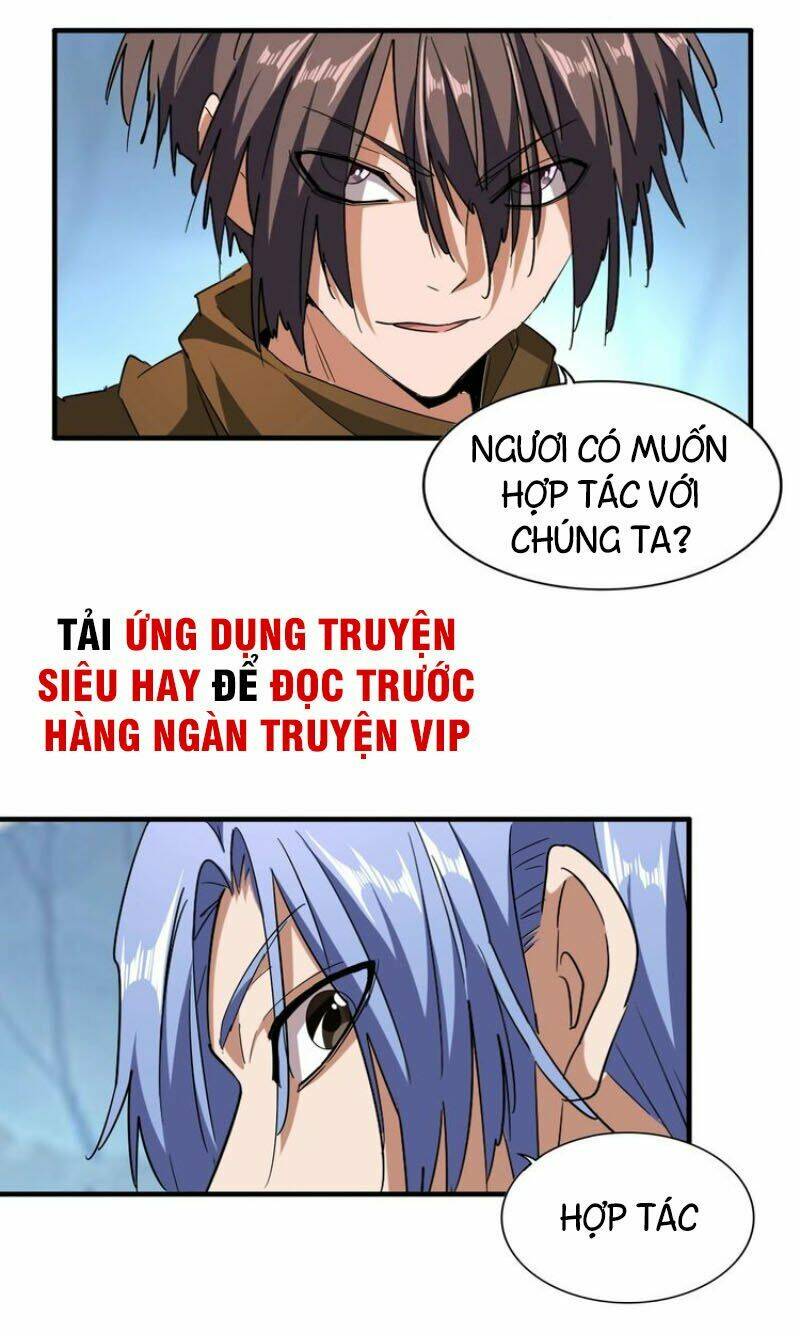 NGƯƠI CÓ MUỐN
HỢP TÁC VỚI
CHÚNG TA?
TẢI ỨNG DỤNG TRUYỆN
SIÊU HAY ĐỂ ĐỌC TRƯỚC
HÀNG NGÀN TRUYỆN VIP
HỢP TÁC